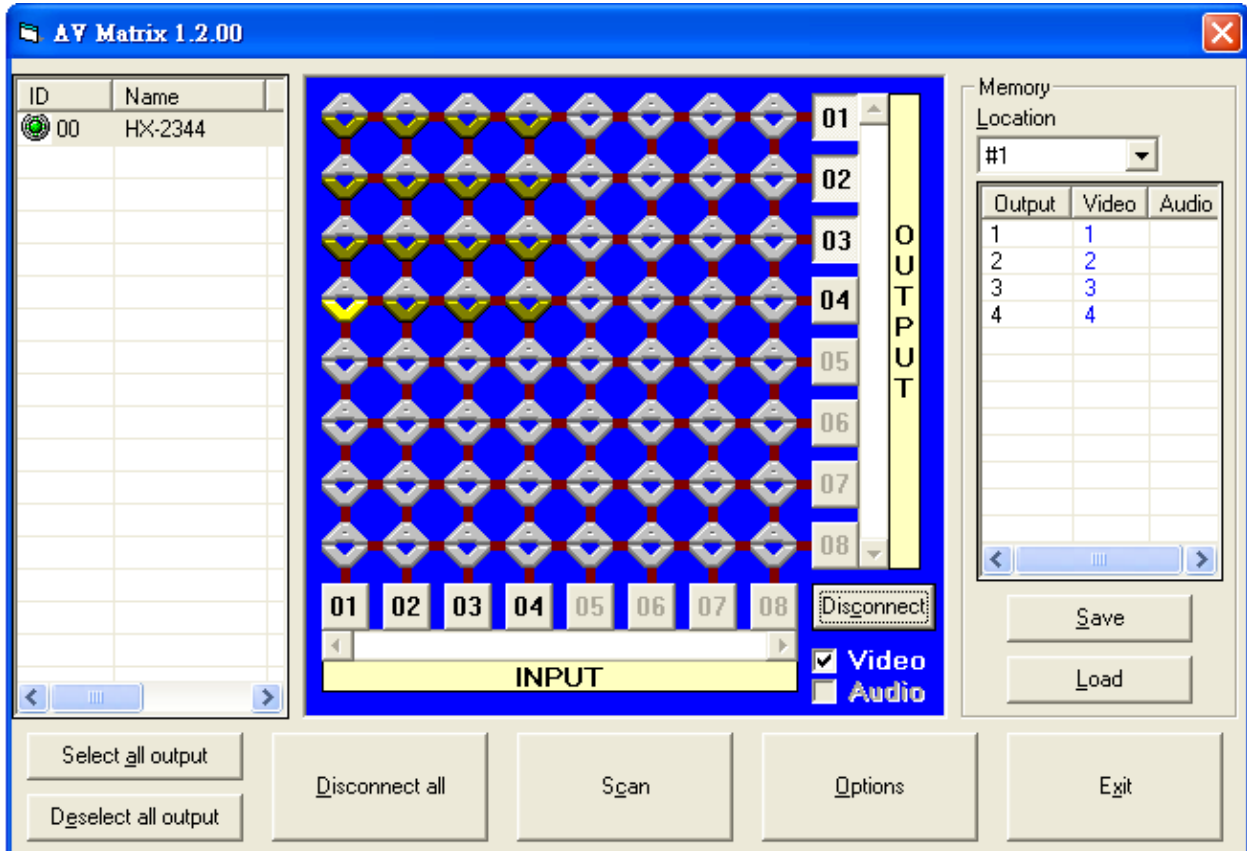 AV Matrix 1.2.00
ID Name
00 HX-2344
01
02
03
04
05
06
07
08
OUTPUT
01 02 03 04 05 06 07 08
INPUT
Disconnect
Video
Audio
Memory
Location
#1
Output Video Audio
1 1
2 2
3 3
4 4
Save
Load
Select all output
Deselect all output
Disconnect all
Scan
Options
Exit